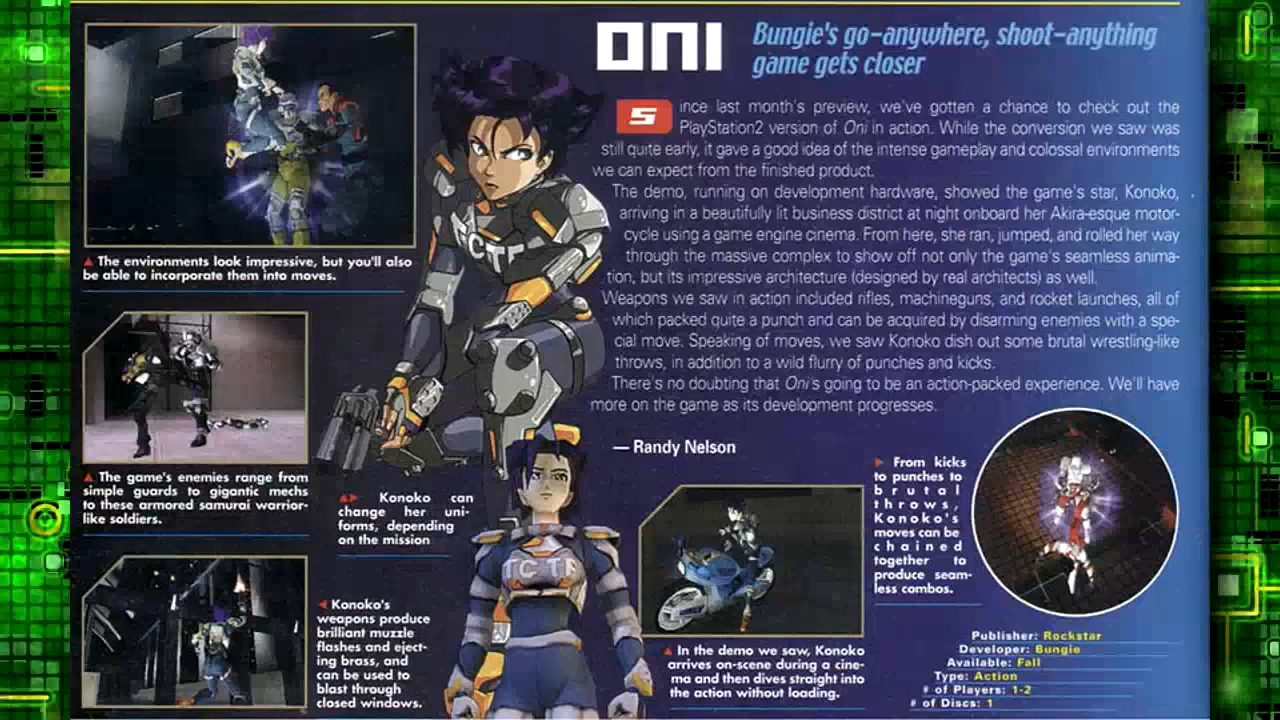 ONI
Bungie's go-anywhere, shoot-anything
game gets closer
Since last month's preview, we've gotten a chance to check out the
PlayStation2 version of Oni in action. While the conversion we saw was
still quite early, it gave a good idea of the intense gameplay and colossal environments
we can expect from the finished product.
The demo, running on development hardware, showed the game's star, Konoko,
arriving in a beautifully lit business district at night onboard her Akira-esque motor-
cycle using a game engine cinema. From here, she ran, jumped, and rolled her way
through the massive complex to show off not only the game's seamless anima-
tion, but its impressive architecture (designed by real architects) as well.
Weapons we saw in action included rifles, machineguns, and rocket launches, all of
which packed quite a punch and can be acquired by disarming enemies with a spe-
cial move. Speaking of moves, we saw Konoko dish out some brutal wrestling-like
throws, in addition to a wild flurry of punches and kicks.
There's no doubting that Oni's going to be an action-packed experience. We'll have
more on the game as its development progresses.
— Randy Nelson
▲ The environments look impressive, but you'll also
be able to incorporate them into moves.
▲ The game's enemies range from
simple guards to gigantic mechs
to these armored samurai warrior-
like soldiers.
▲▶ Konoko can
change her uni-
forms, depending
on the mission
◀ Konoko's
weapons produce
brilliant muzzle
flashes and eject-
ing brass, and
can be used to
blast through
closed windows.
TCTF
TCTF
▲ In the demo we saw, Konoko
arrives on-scene during a cine-
ma and then dives straight into
the action without loading.
▶ From kicks
to punches to
brutal
throws,
Konoko's
moves can be
chained
together to
produce seam-
less combos.
Publisher: Rockstar
Developer: Bungie
Available: Fall
Type: Action
# of Players: 1-2
# of Discs: 1